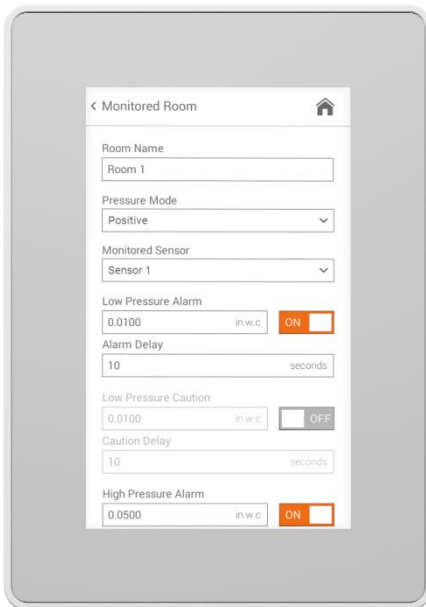 < Monitored Room
Room Name
Room 1
Pressure Mode
Positive
Monitored Sensor
Sensor 1
Low Pressure Alarm
0.0100 in.w.c ON
Alarm Delay
10 seconds
Low Pressure Caution
0.0100 in.w.c OFF
Caution Delay
10 seconds
High Pressure Alarm
0.0500 in.w.c ON